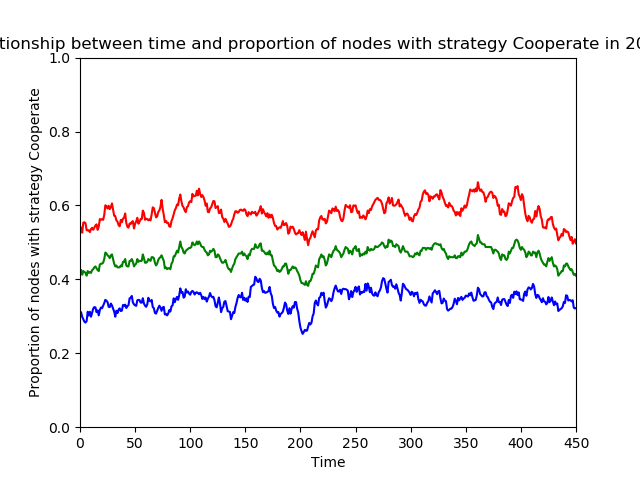 tionship between time and proportion of nodes with strategy Cooperate in 20
1.0
0.8
0.6
0.4
0.2
0.0
Proportion of nodes with strategy Cooperate
0 50 100 150 200 250 300 350 400 450
Time